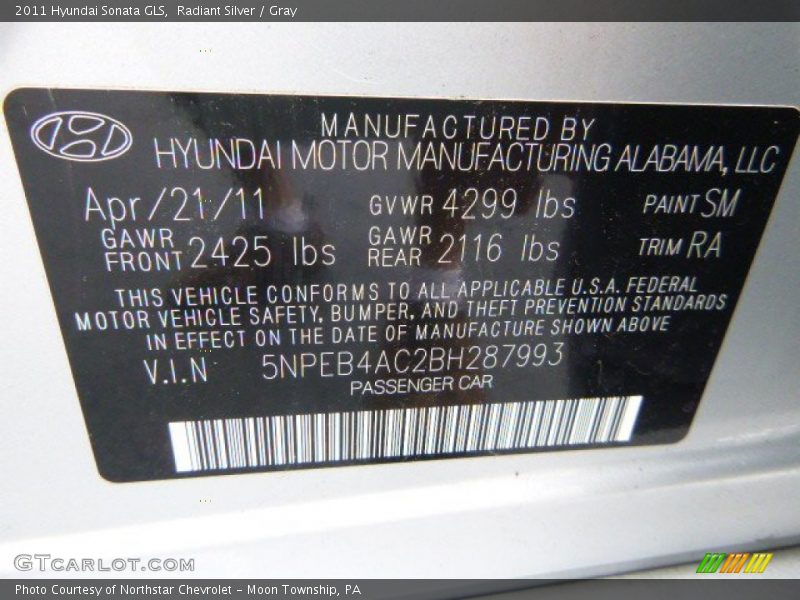 2011 Hyundai Sonata GLS, Radiant Silver / Gray
MANUFACTURED BY
HYUNDAI MOTOR MANUFACTURING ALABAMA, LLC
Apr/21/11 GVWR 4299 lbs PAINT SM
GAWR FRONT 2425 lbs GAWR REAR 2116 lbs TRIM RA
THIS VEHICLE CONFORMS TO ALL APPLICABLE U.S.A. FEDERAL
MOTOR VEHICLE SAFETY, BUMPER, AND THEFT PREVENTION STANDARDS
IN EFFECT ON THE DATE OF MANUFACTURE SHOWN ABOVE
V.I.N 5NPEB4AC2BH287993
PASSENGER CAR
GTCARLOT.COM
Photo Courtesy of Northstar Chevrolet - Moon Township, PA